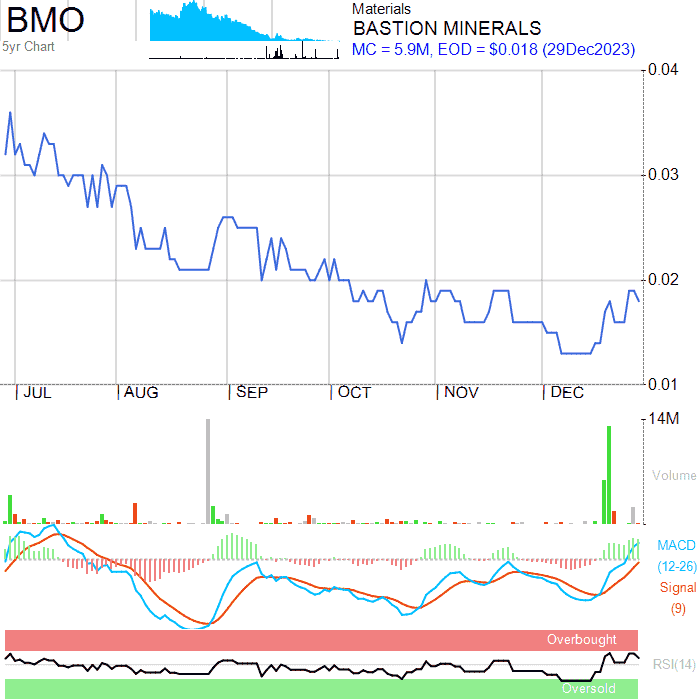 BMO
5yr Chart
Materials
BASTION MINERALS
MC = 5.9M, EOD = $0.018 (29Dec2023)
0.04
0.03
0.02
0.01
JUL AUG SEP OCT NOV DEC
14M
Volume
MACD
(12-26)
Signal
(9)
Overbought
RSI(14)
Oversold